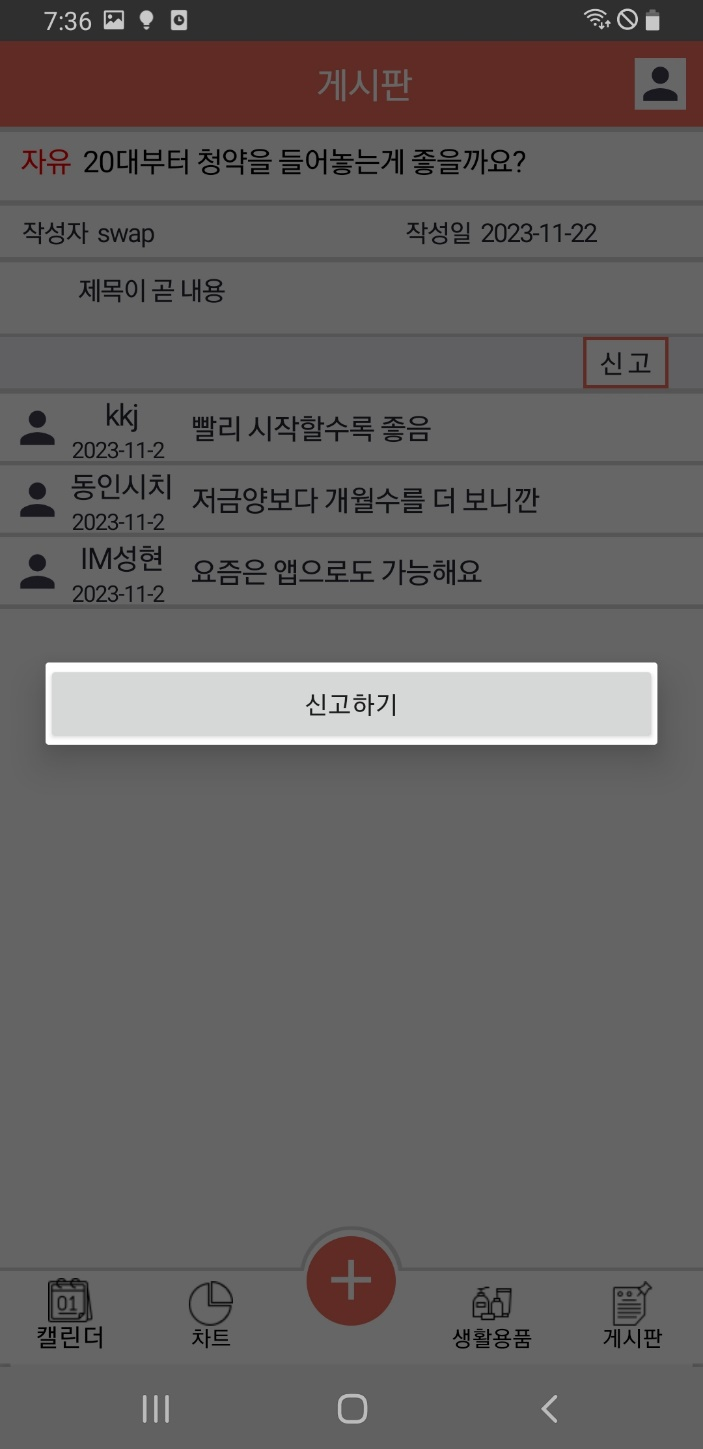 7:36
게시판
자유 20대부터 청약을 들어놓는게 좋을까요?
작성자 swap 작성일 2023-11-22
제목이 곧 내용
신고
kkj
2023-11-2
빨리 시작할수록 좋음
동인시치
2023-11-2
저금양보다 개월수를 더 보니깐
IM성현
2023-11-2
요즘은 앱으로도 가능해요
신고하기
01
캘린더 차트 생활용품 게시판